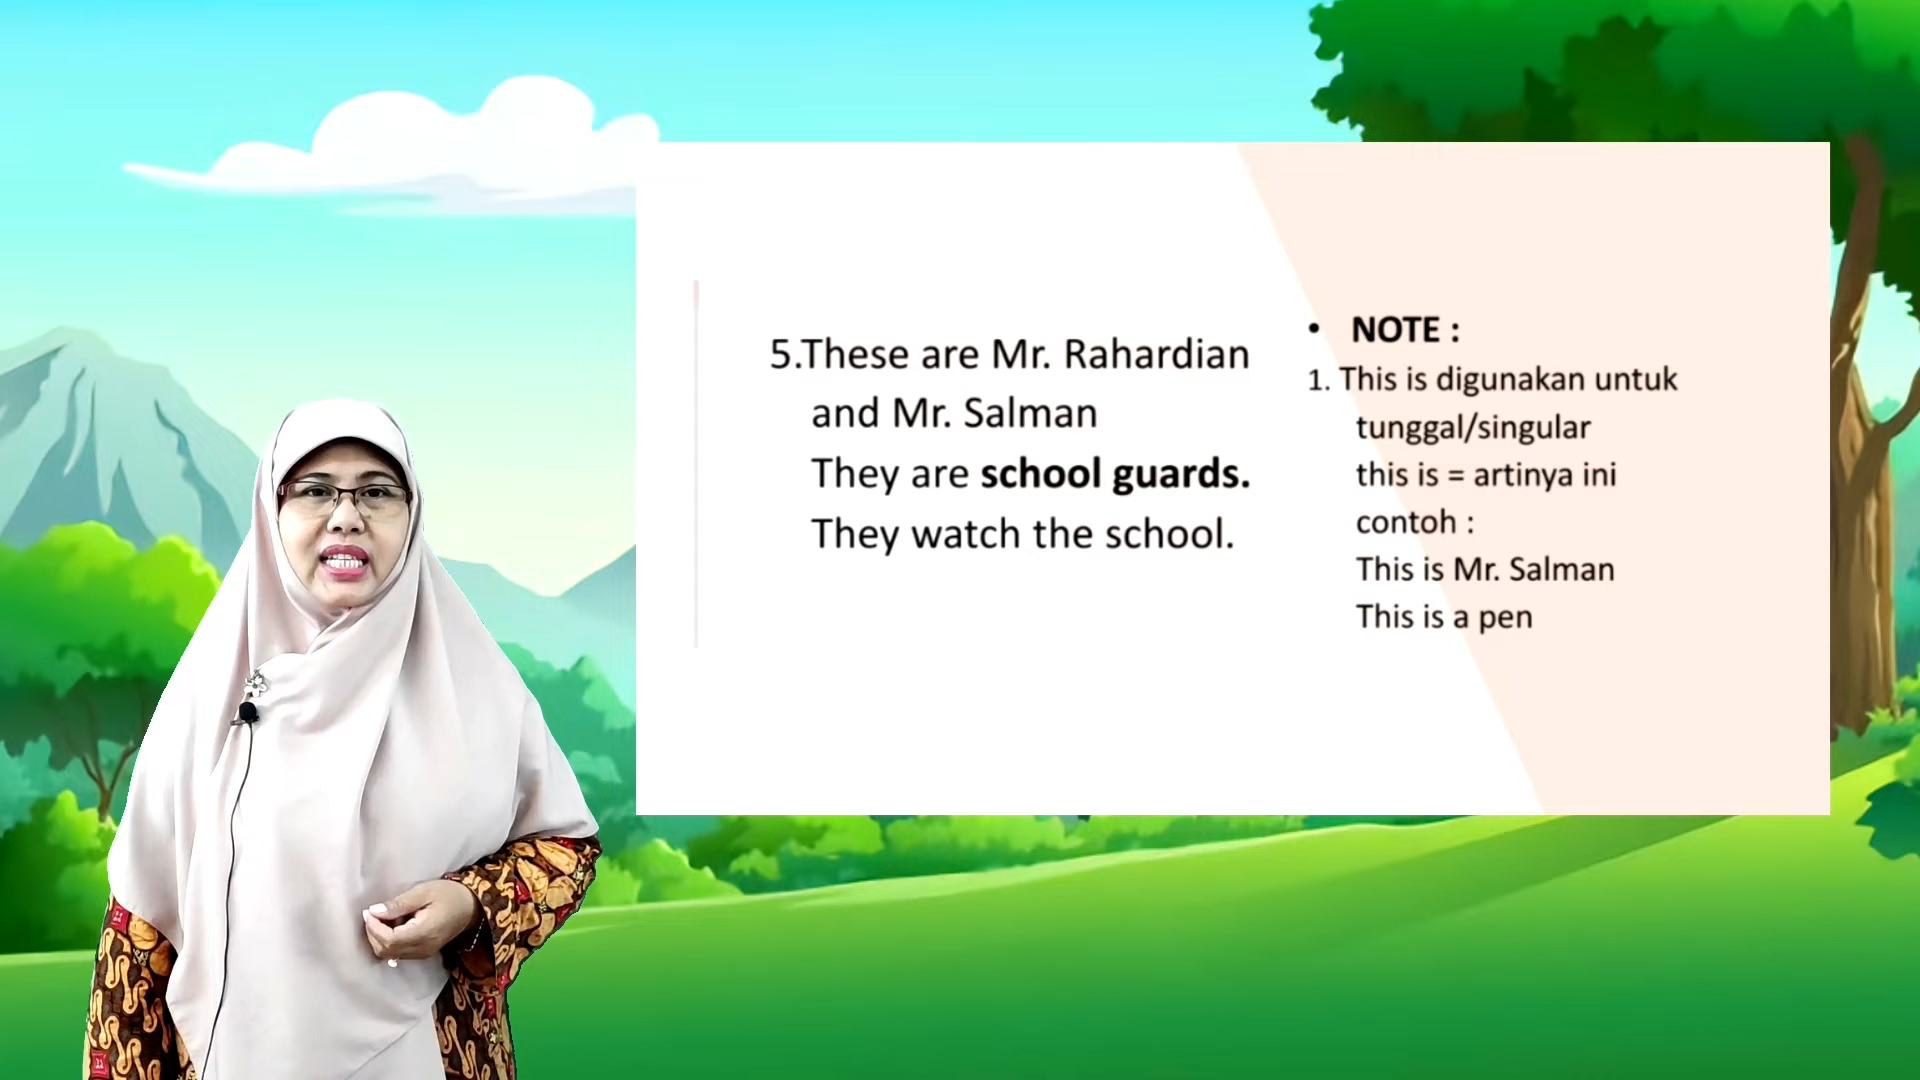 5.These are Mr. Rahardian
and Mr. Salman
They are school guards.
They watch the school.
• NOTE :
1. This is digunakan untuk
tunggal/singular
this is = artinya ini
contoh :
This is Mr. Salman
This is a pen